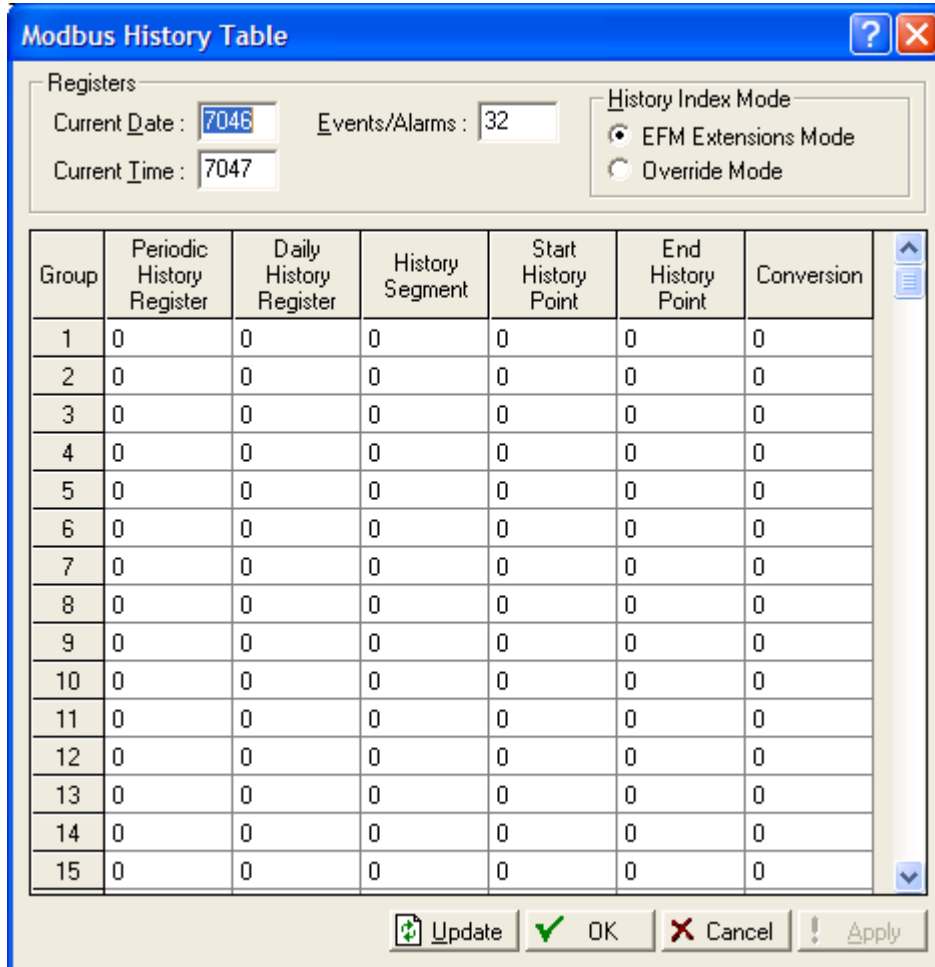 Modbus History Table
Registers
Current Date : 7046 Events/Alarms : 32
Current Time : 7047
History Index Mode
EFM Extensions Mode
Override Mode
Group Periodic History Register Daily History Register History Segment Start History Point End History Point Conversion
1 0 0 0 0 0 0
2 0 0 0 0 0 0
3 0 0 0 0 0 0
4 0 0 0 0 0 0
5 0 0 0 0 0 0
6 0 0 0 0 0 0
7 0 0 0 0 0 0
8 0 0 0 0 0 0
9 0 0 0 0 0 0
10 0 0 0 0 0 0
11 0 0 0 0 0 0
12 0 0 0 0 0 0
13 0 0 0 0 0 0
14 0 0 0 0 0 0
15 0 0 0 0 0 0
Update OK Cancel Apply